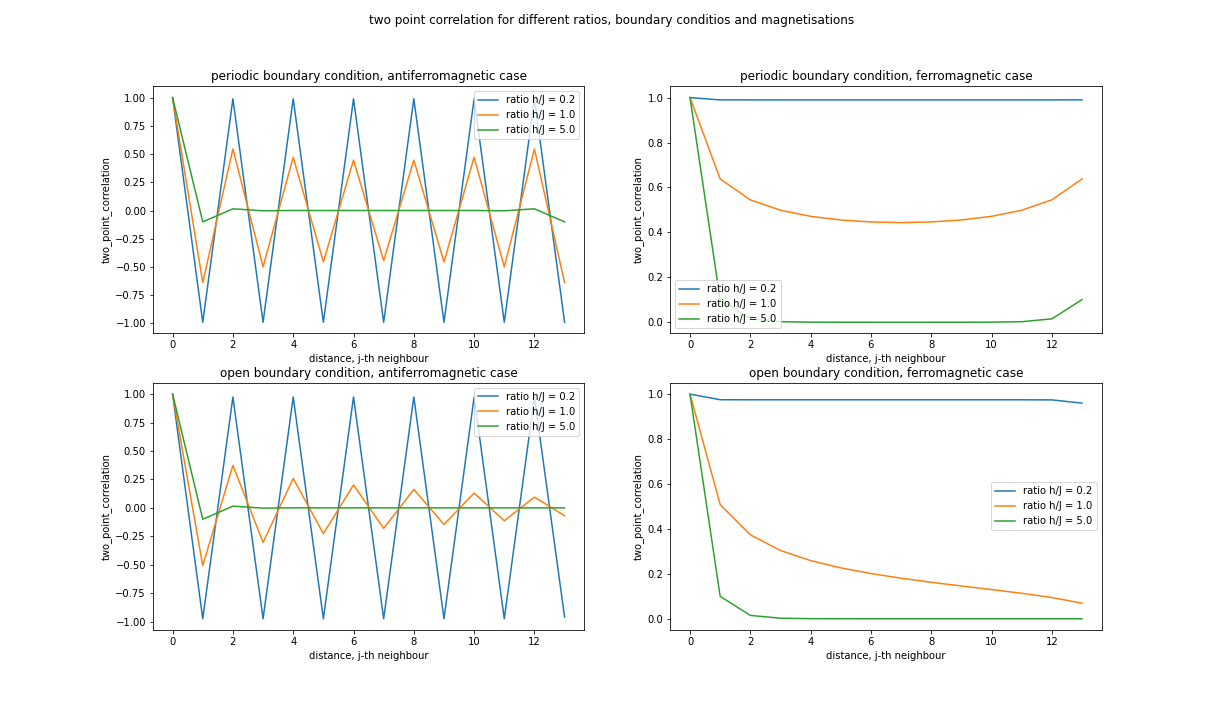 two point correlation for different ratios, boundary conditios and magnetisations
periodic boundary condition, antiferromagnetic case
1.00
0.75
0.50
0.25
0.00
−0.25
−0.50
−0.75
−1.00
two_point_correlation
ratio h/J = 0.2
ratio h/J = 1.0
ratio h/J = 5.0
0 2 4 6 8 10 12
distance, j-th neighbour
periodic boundary condition, ferromagnetic case
1.0
0.8
0.6
0.4
0.2
0.0
two_point_correlation
ratio h/J = 0.2
ratio h/J = 1.0
ratio h/J = 5.0
0 2 4 6 8 10 12
distance, j-th neighbour
open boundary condition, antiferromagnetic case
1.00
0.75
0.50
0.25
0.00
−0.25
−0.50
−0.75
−1.00
two_point_correlation
ratio h/J = 0.2
ratio h/J = 1.0
ratio h/J = 5.0
0 2 4 6 8 10 12
distance, j-th neighbour
open boundary condition, ferromagnetic case
1.0
0.8
0.6
0.4
0.2
0.0
two_point_correlation
ratio h/J = 0.2
ratio h/J = 1.0
ratio h/J = 5.0
0 2 4 6 8 10 12
distance, j-th neighbour